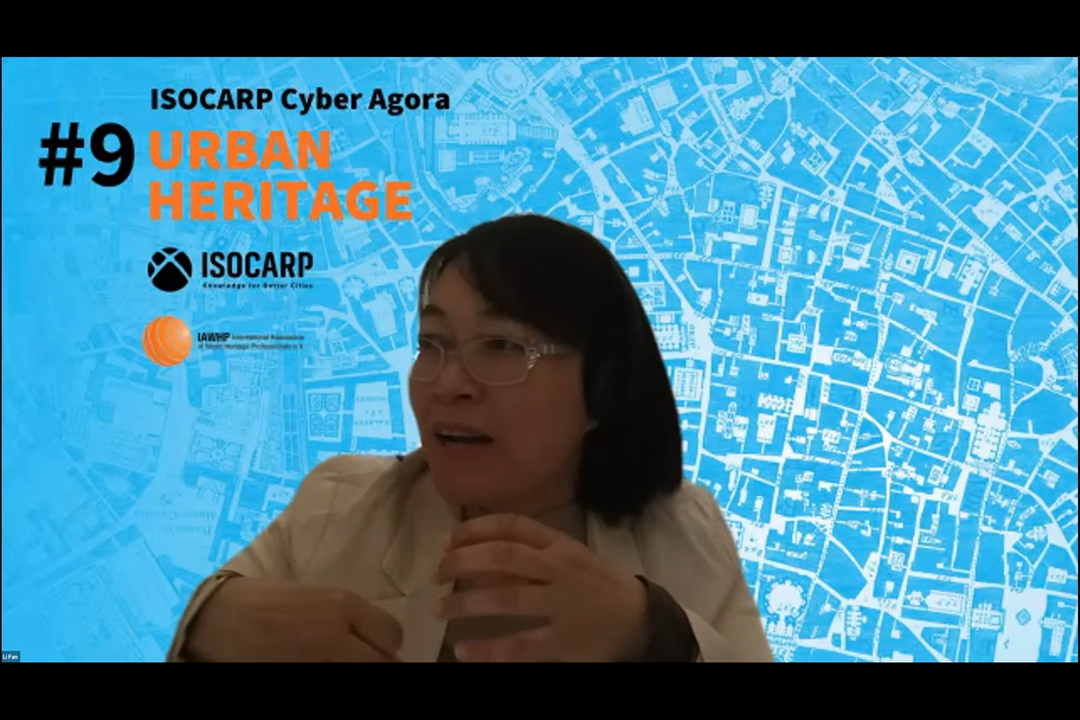 ISOCARP Cyber Agora
#9 URBAN
HERITAGE
ISOCARP
Knowledge for Better Cities
IAWHP International Association
of World Heritage Professionals e.V.
Li Fan